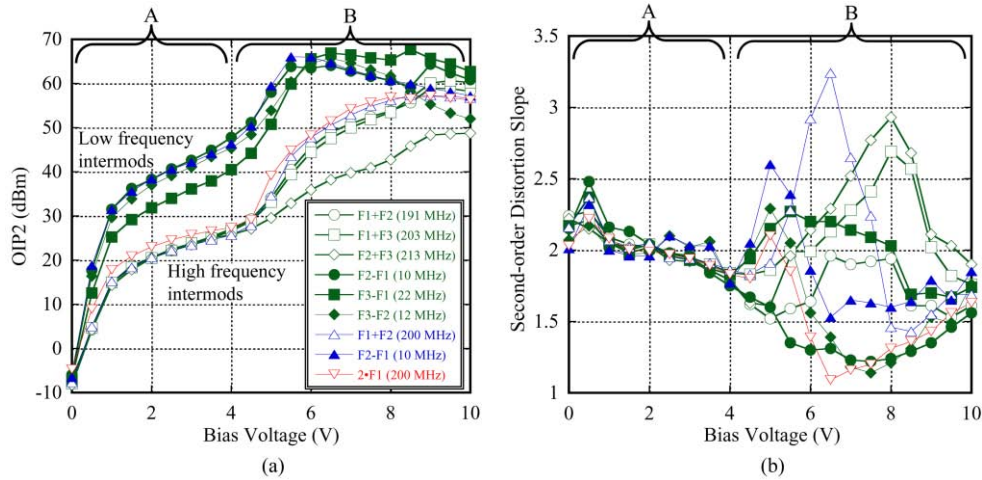 A
B
70
60
50
40
30
20
10
0
-10
OIP2 (dBm)
Low frequency
intermods
High frequency
intermods
F1+F2 (191 MHz)
F1+F3 (203 MHz)
F2+F3 (213 MHz)
F2-F1 (10 MHz)
F3-F1 (22 MHz)
F3-F2 (12 MHz)
F1+F2 (200 MHz)
F2-F1 (10 MHz)
2•F1 (200 MHz)
0 2 4 6 8 10
Bias Voltage (V)
(a)
A
B
3.5
3
2.5
2
1.5
1
Second-order Distortion Slope
0 2 4 6 8 10
Bias Voltage (V)
(b)